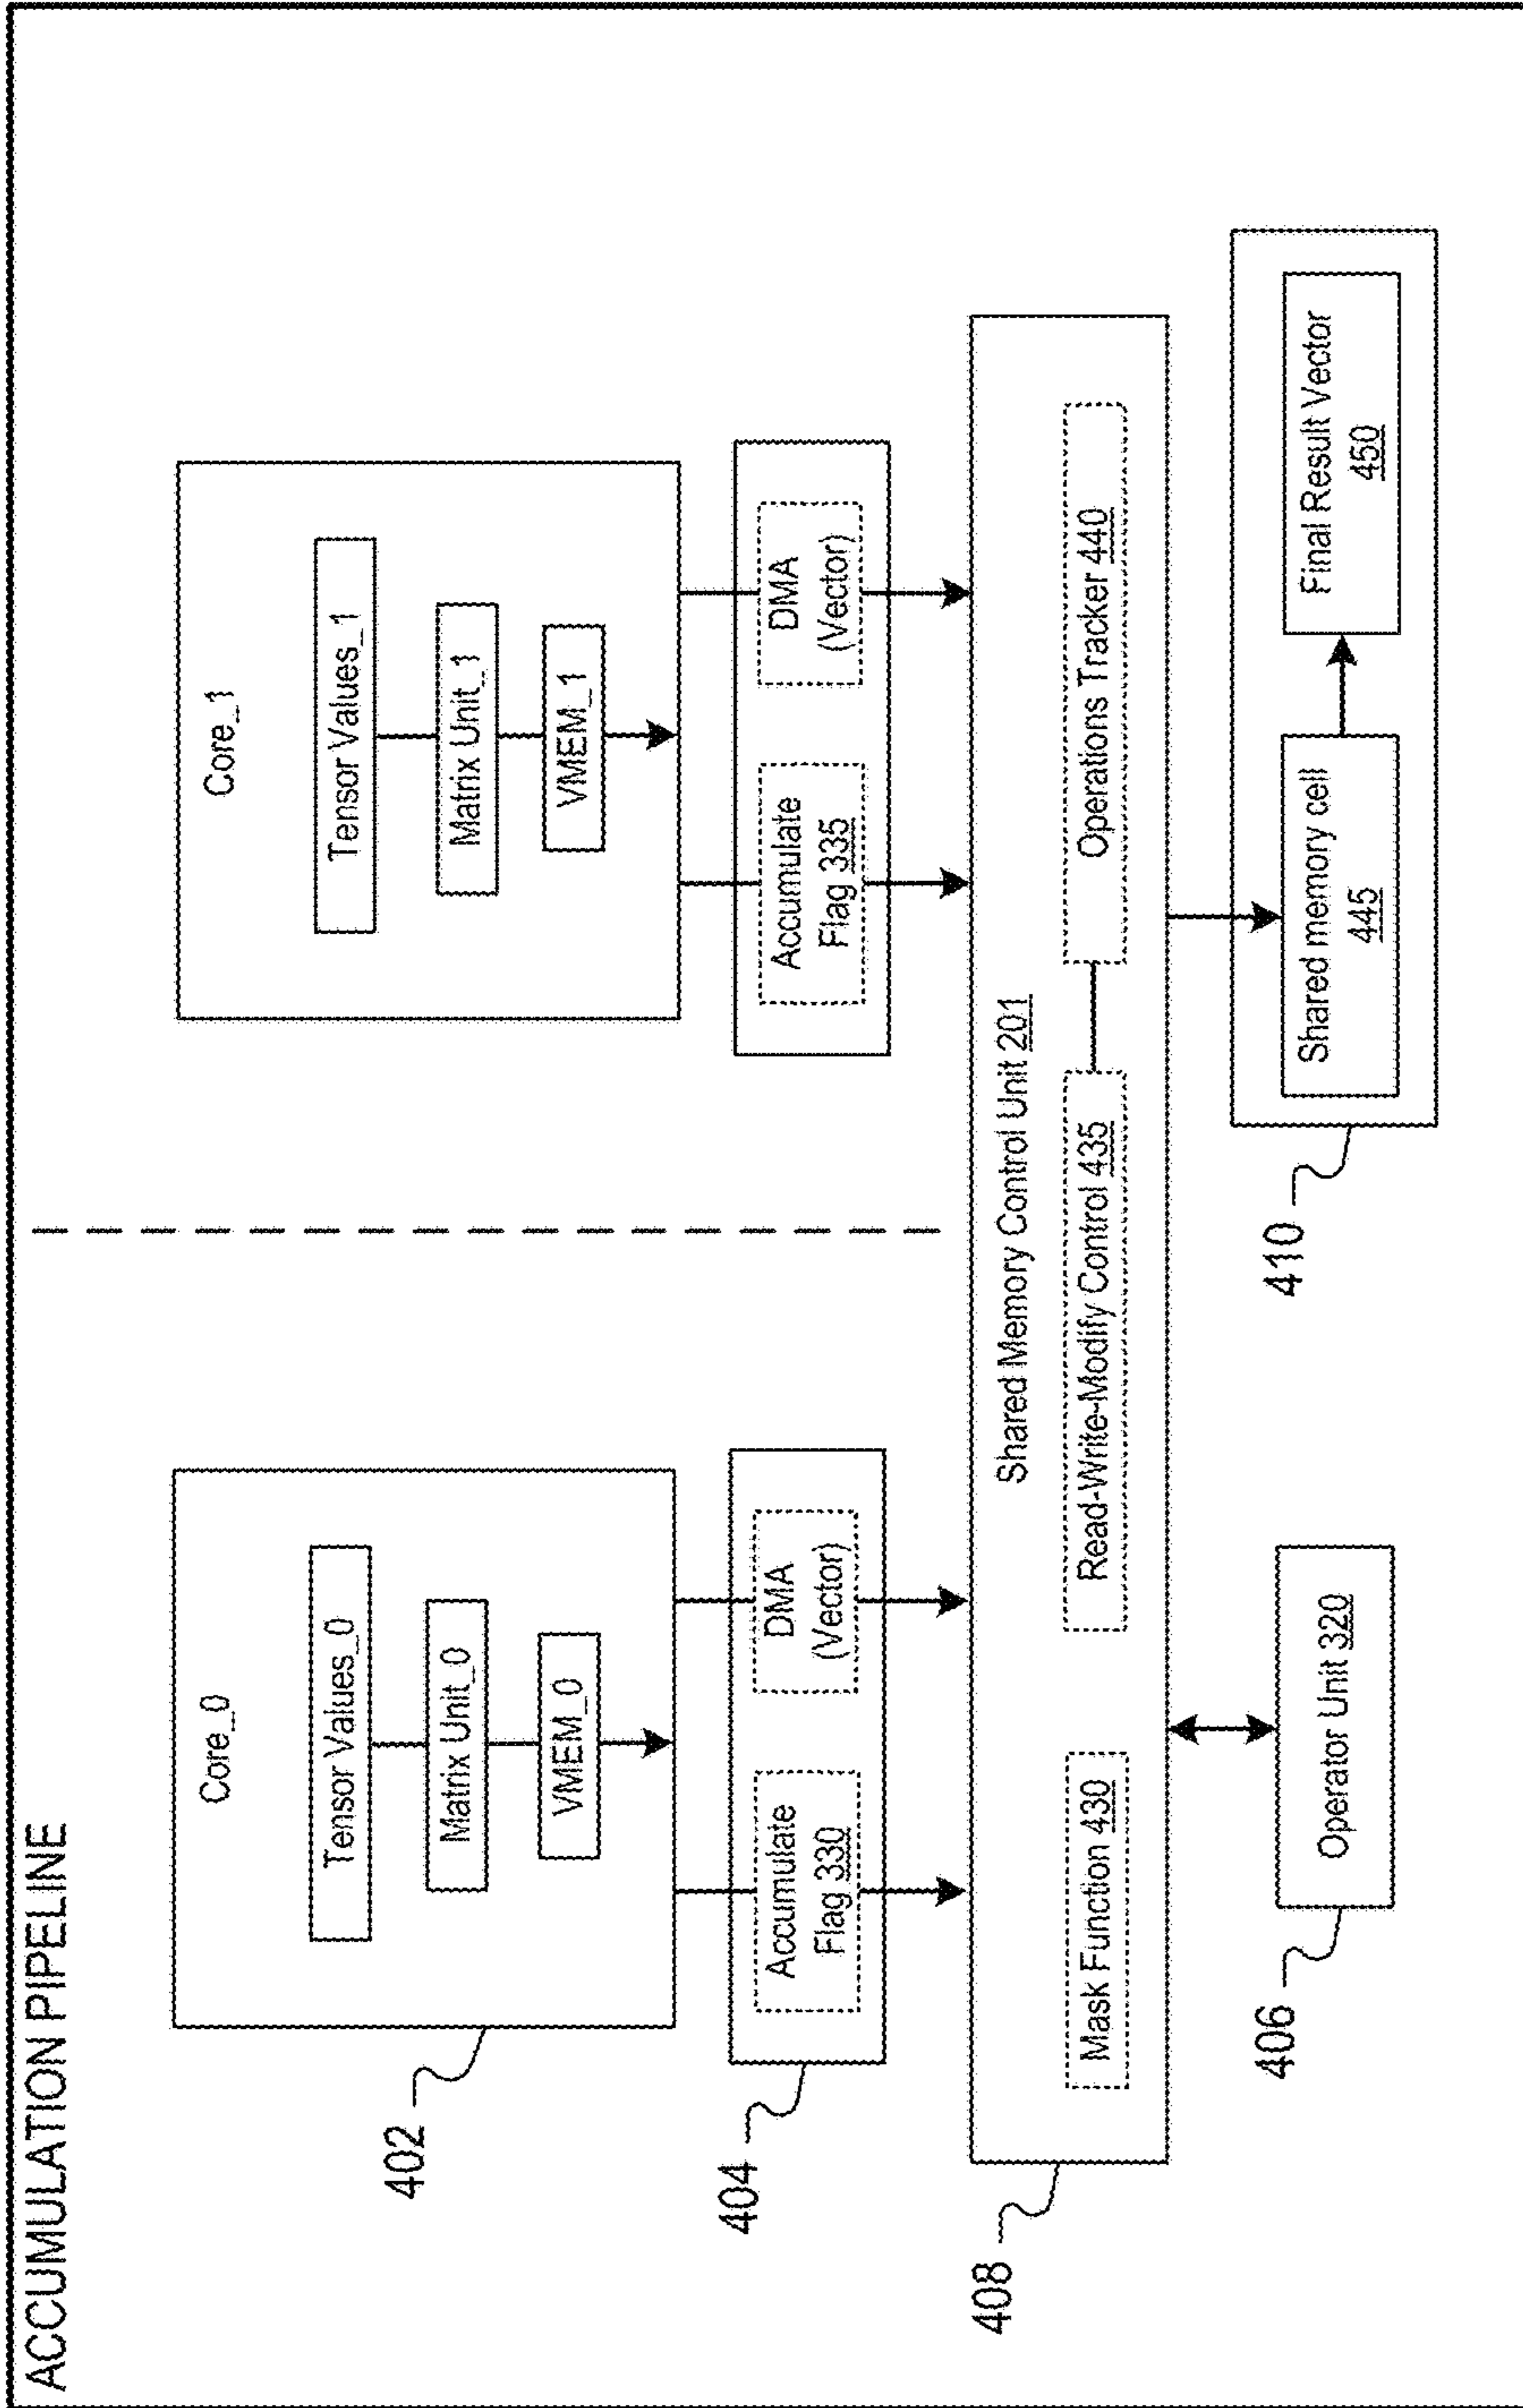 ACCUMULATION PIPELINE
Core_0
Tensor Values_0
Matrix Unit_0
VMEM_0
402
Core_1
Tensor Values_1
Matrix Unit_1
VMEM_1
Accumulate
Flag 330
DMA
(Vector)
404
Accumulate
Flag 335
DMA
(Vector)
Shared Memory Control Unit 201
Mask Function 430
Read-Write-Modify Control 435
Operations Tracker 440
408
Operator Unit 320
406
Shared memory cell
445
Final Result Vector
450
410